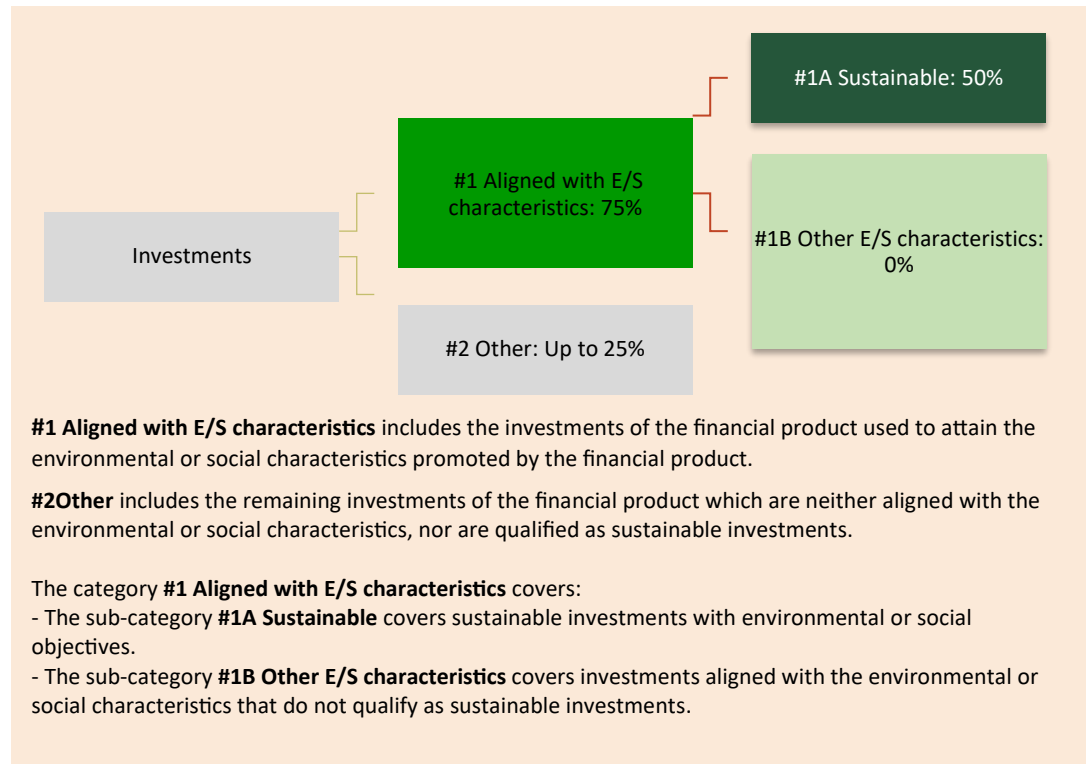 #1A Sustainable: 50%
#1 Aligned with E/S
characteristics: 75%
#1B Other E/S characteristics:
0%
Investments
#2 Other: Up to 25%
#1 Aligned with E/S characteristics includes the investments of the financial product used to attain the
environmental or social characteristics promoted by the financial product.
#2Other includes the remaining investments of the financial product which are neither aligned with the
environmental or social characteristics, nor are qualified as sustainable investments.
The category #1 Aligned with E/S characteristics covers:
- The sub-category #1A Sustainable covers sustainable investments with environmental or social
objectives.
- The sub-category #1B Other E/S characteristics covers investments aligned with the environmental or
social characteristics that do not qualify as sustainable investments.